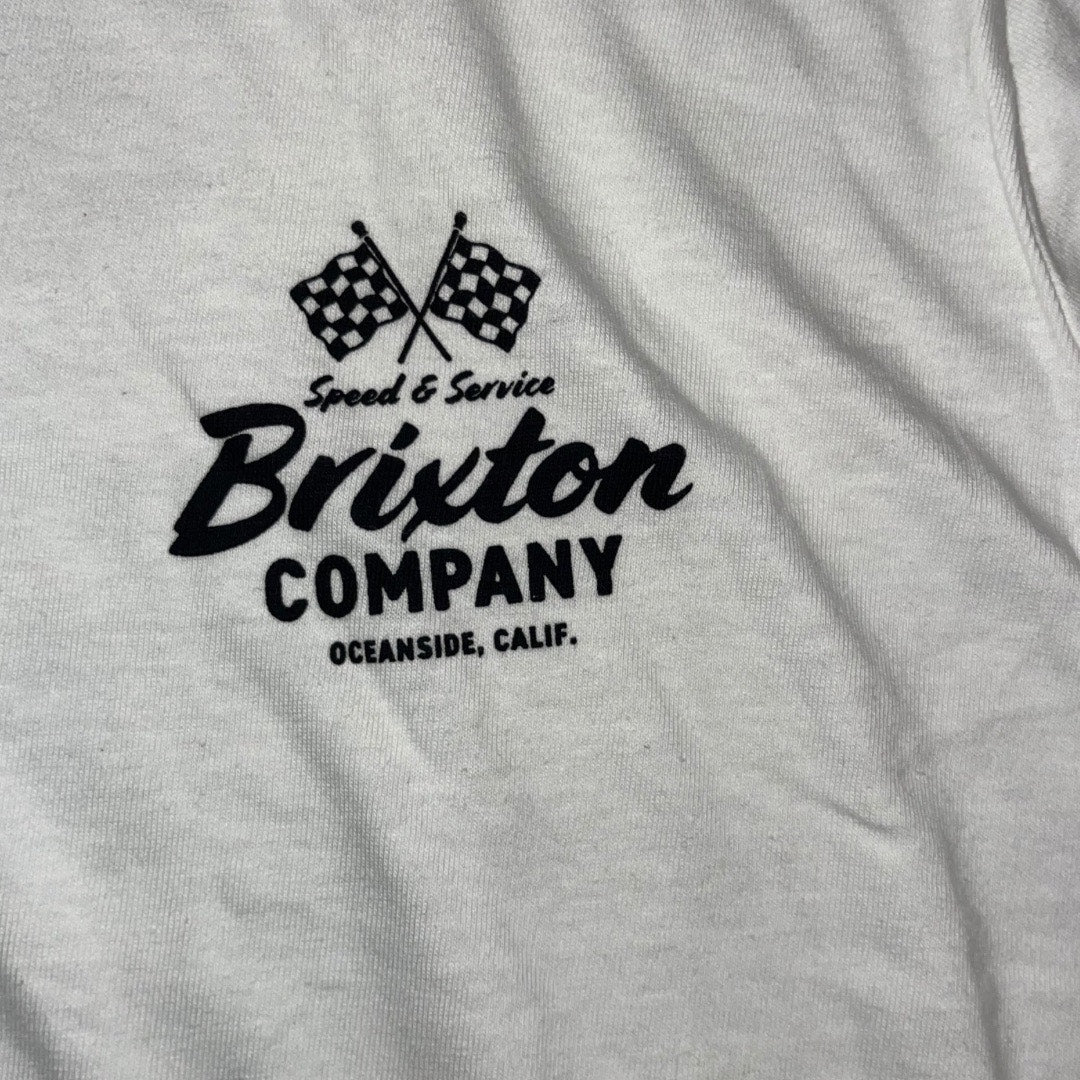 Speed & Service
Brixton
COMPANY
OCEANSIDE, CALIF.